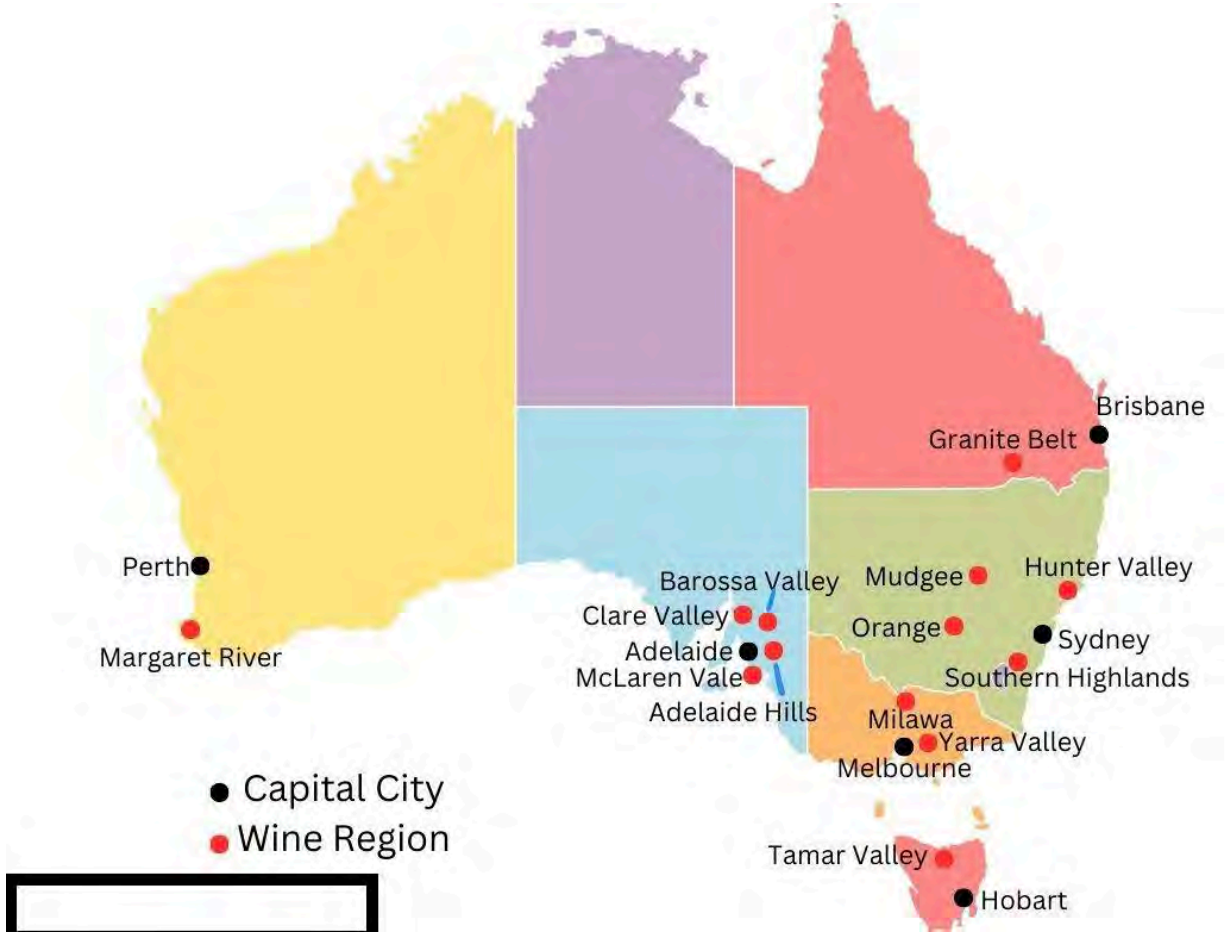 Brisbane
Granite Belt
Perth
Barossa Valley
Mudgee
Hunter Valley
Clare Valley
Orange
Adelaide
Sydney
Margaret River
McLaren Vale
Southern Highlands
Adelaide Hills
Milawa
Yarra Valley
Melbourne
Capital City
Wine Region
Tamar Valley
Hobart